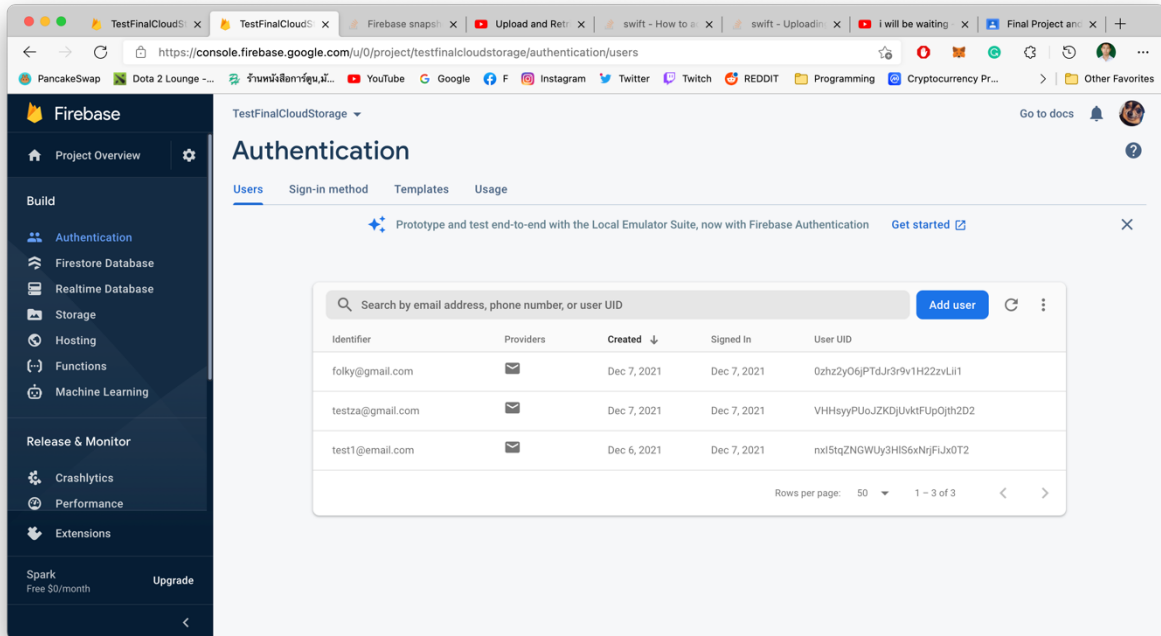 TestFinalCloudS
TestFinalCloudS
Firebase snapsh
Upload and Retri
swift - How to a
swift - Uploading
i will be waiting -
Final Project and
https://console.firebase.google.com/u/0/project/testfinalcloudstorage/authentication/users
PancakeSwap
Dota 2 Lounge -...
ร้านหนังสือการ์ตูน,มั...
YouTube
Google
F
Instagram
Twitter
Twitch
REDDIT
Programming
Cryptocurrency Pr...
Other Favorites
Firebase
Project Overview
Build
Authentication
Firestore Database
Realtime Database
Storage
Hosting
Functions
Machine Learning
Release & Monitor
Crashlytics
Performance
Extensions
Spark
Free $0/month
Upgrade
TestFinalCloudStorage
Go to docs
Authentication
Users
Sign-in method
Templates
Usage
Prototype and test end-to-end with the Local Emulator Suite, now with Firebase Authentication
Get started
Search by email address, phone number, or user UID
Add user
Identifier Providers Created Signed In User UID
folky@gmail.com Dec 7, 2021 Dec 7, 2021 0zhz2yO6jPTdJr3r9v1H22zvLii1
testza@gmail.com Dec 7, 2021 Dec 7, 2021 VHHsyyPUoJZKDjUvktFUpOjth2D2
test1@email.com Dec 6, 2021 Dec 7, 2021 nxI5tqZNGWUy3HIS6xNrjFiJx0T2
Rows per page: 50 1 – 3 of 3